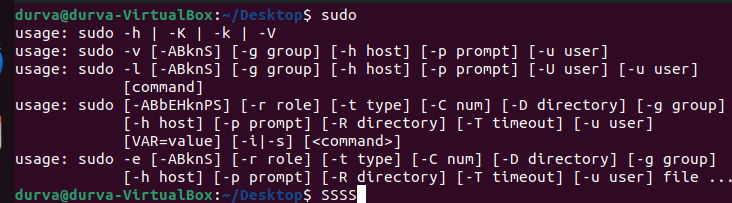 durva@durva-VirtualBox:~/Desktop$ sudo
usage: sudo -h | -K | -k | -V
usage: sudo -v [-ABknS] [-g group] [-h host] [-p prompt] [-u user]
usage: sudo -l [-ABknS] [-g group] [-h host] [-p prompt] [-U user] [-u user]
[command]
usage: sudo [-ABbEHknPS] [-r role] [-t type] [-C num] [-D directory] [-g group]
[-h host] [-p prompt] [-R directory] [-T timeout] [-u user]
[VAR=value] [-i|-s] [<command>]
usage: sudo -e [-ABknS] [-r role] [-t type] [-C num] [-D directory] [-g group]
[-h host] [-p prompt] [-R directory] [-T timeout] [-u user] file ...
durva@durva-VirtualBox:~/Desktop$ SSSS